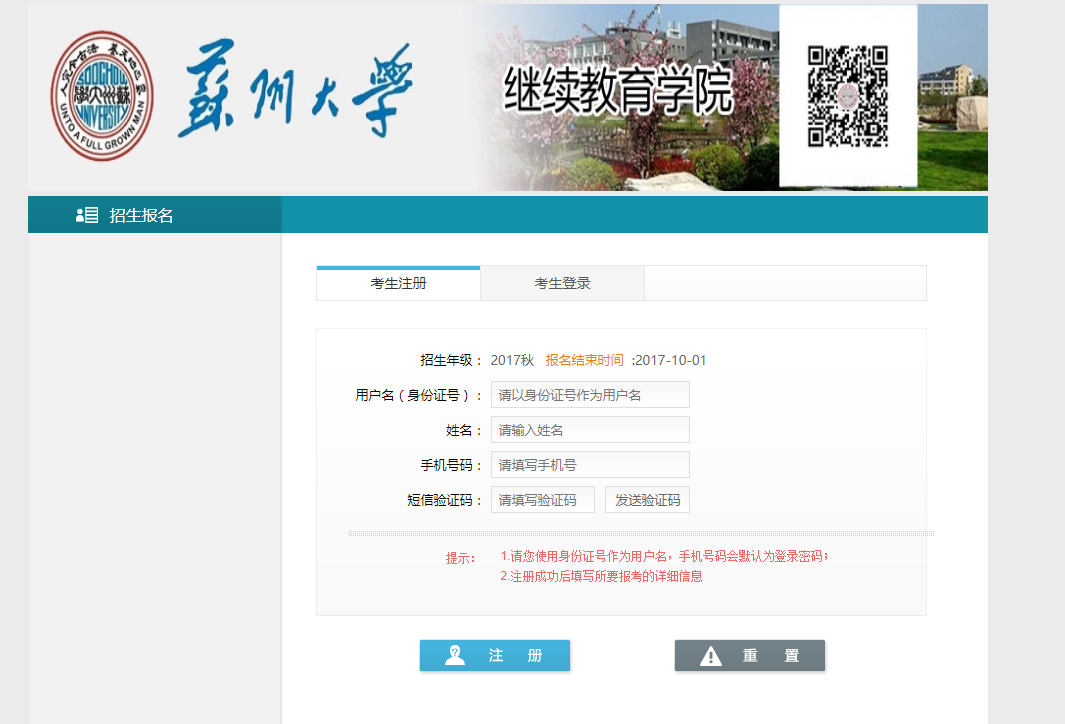 蘇州大學
SOOCHOW
UNIVERSITY
UNTO A FULL GROWN MAN
继续教育学院
招生报名
考生注册 考生登录
招生年级： 2017秋 报名结束时间 :2017-10-01
用户名（身份证号）： 请以身份证号作为用户名
姓名： 请输入姓名
手机号码： 请填写手机号
短信验证码： 请填写验证码 发送验证码
提示： 1.请您使用身份证号作为用户名，手机号码会默认为登录密码；
2.注册成功后填写所要报考的详细信息
注 册 重 置